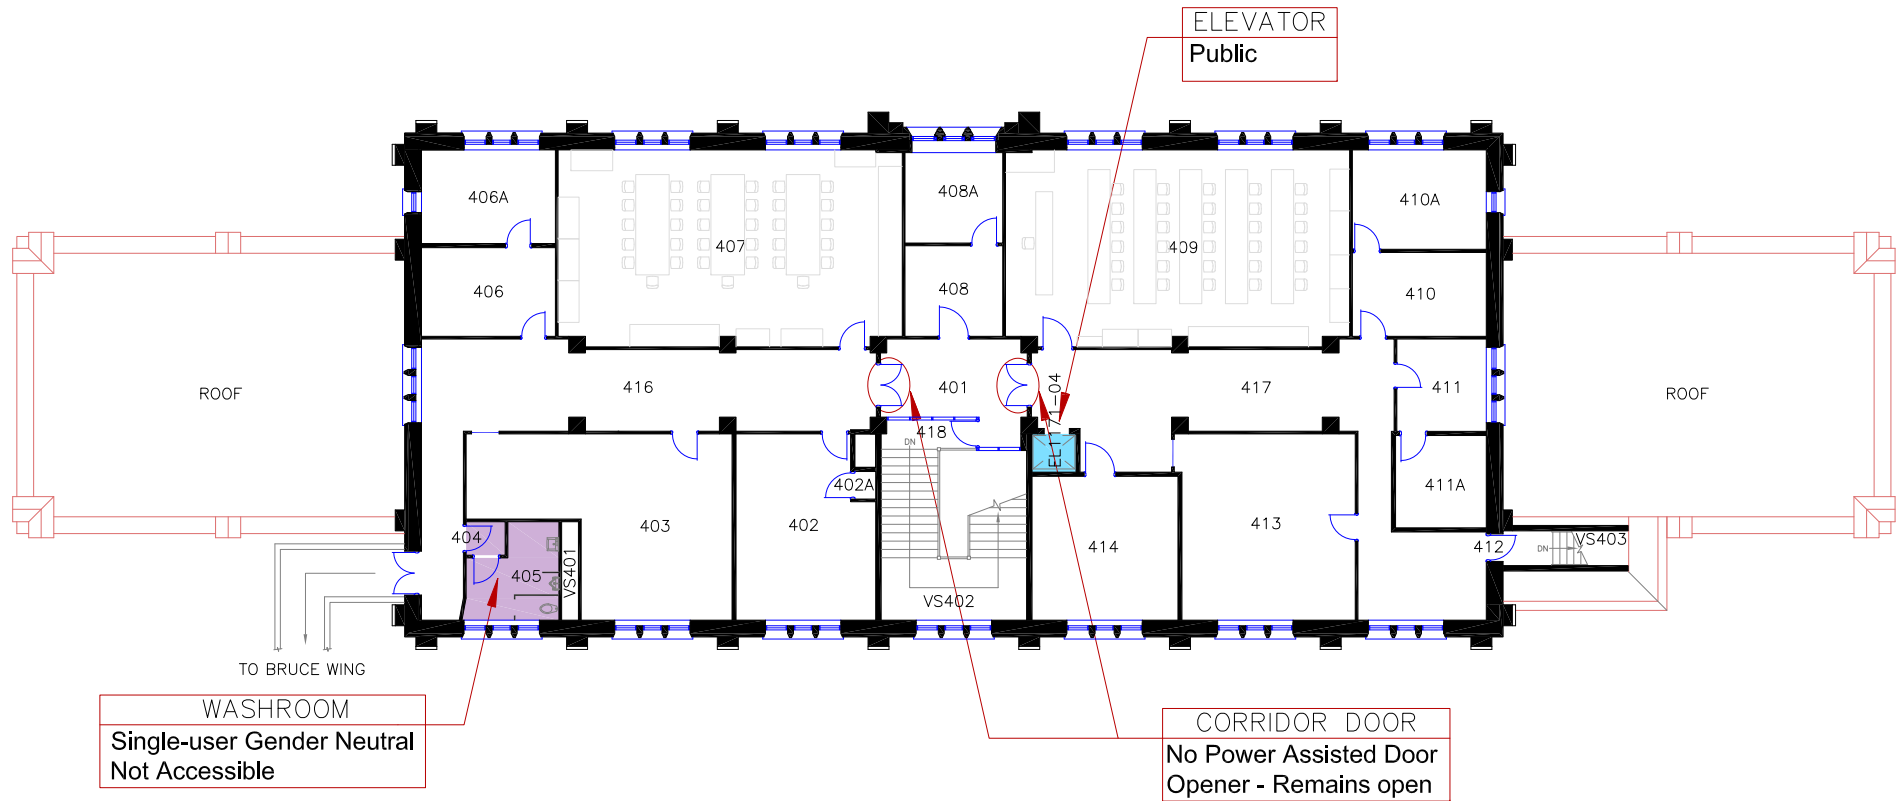 ELEVATOR
Public
406A
408A
410A
407
409
406
408
410
ROOF
416
401
EL171-04
417
411
ROOF
418
DN
402A
411A
404
403
402
414
413
412
DN
VS403
405
VS401
VS402
TO BRUCE WING
WASHROOM
Single-user Gender Neutral
Not Accessible
CORRIDOR DOOR
No Power Assisted Door
Opener - Remains open